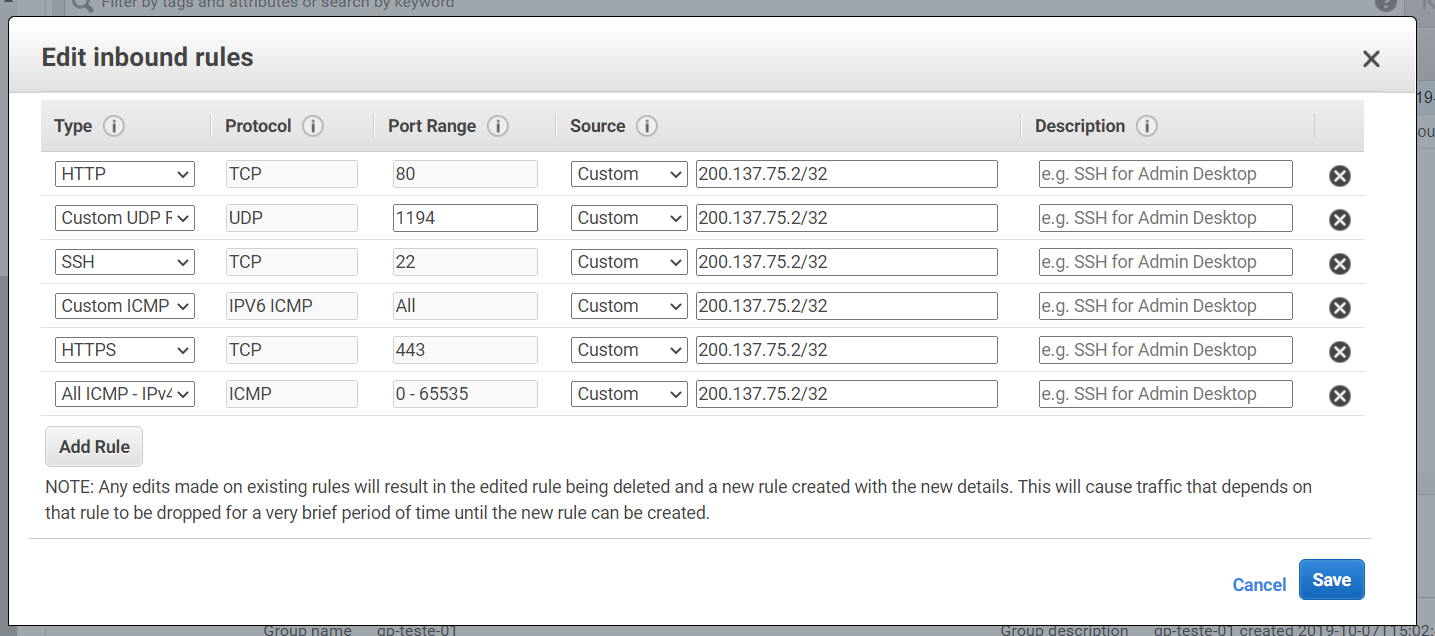 Filter by tags and attributes or search by keyword
Edit inbound rules
19-
ou
Type Protocol Port Range Source Description
HTTP TCP 80 Custom 200.137.75.2/32 e.g. SSH for Admin Desktop
Custom UDP R UDP 1194 Custom 200.137.75.2/32 e.g. SSH for Admin Desktop
SSH TCP 22 Custom 200.137.75.2/32 e.g. SSH for Admin Desktop
Custom ICMP IPV6 ICMP All Custom 200.137.75.2/32 e.g. SSH for Admin Desktop
HTTPS TCP 443 Custom 200.137.75.2/32 e.g. SSH for Admin Desktop
All ICMP - IPv4 ICMP 0 - 65535 Custom 200.137.75.2/32 e.g. SSH for Admin Desktop
Add Rule
NOTE: Any edits made on existing rules will result in the edited rule being deleted and a new rule created with the new details. This will cause traffic that depends on
that rule to be dropped for a very brief period of time until the new rule can be created.
Cancel Save
Group name gp-teste-01 Group description gp-teste-01 created 2019-10-07T15:02: